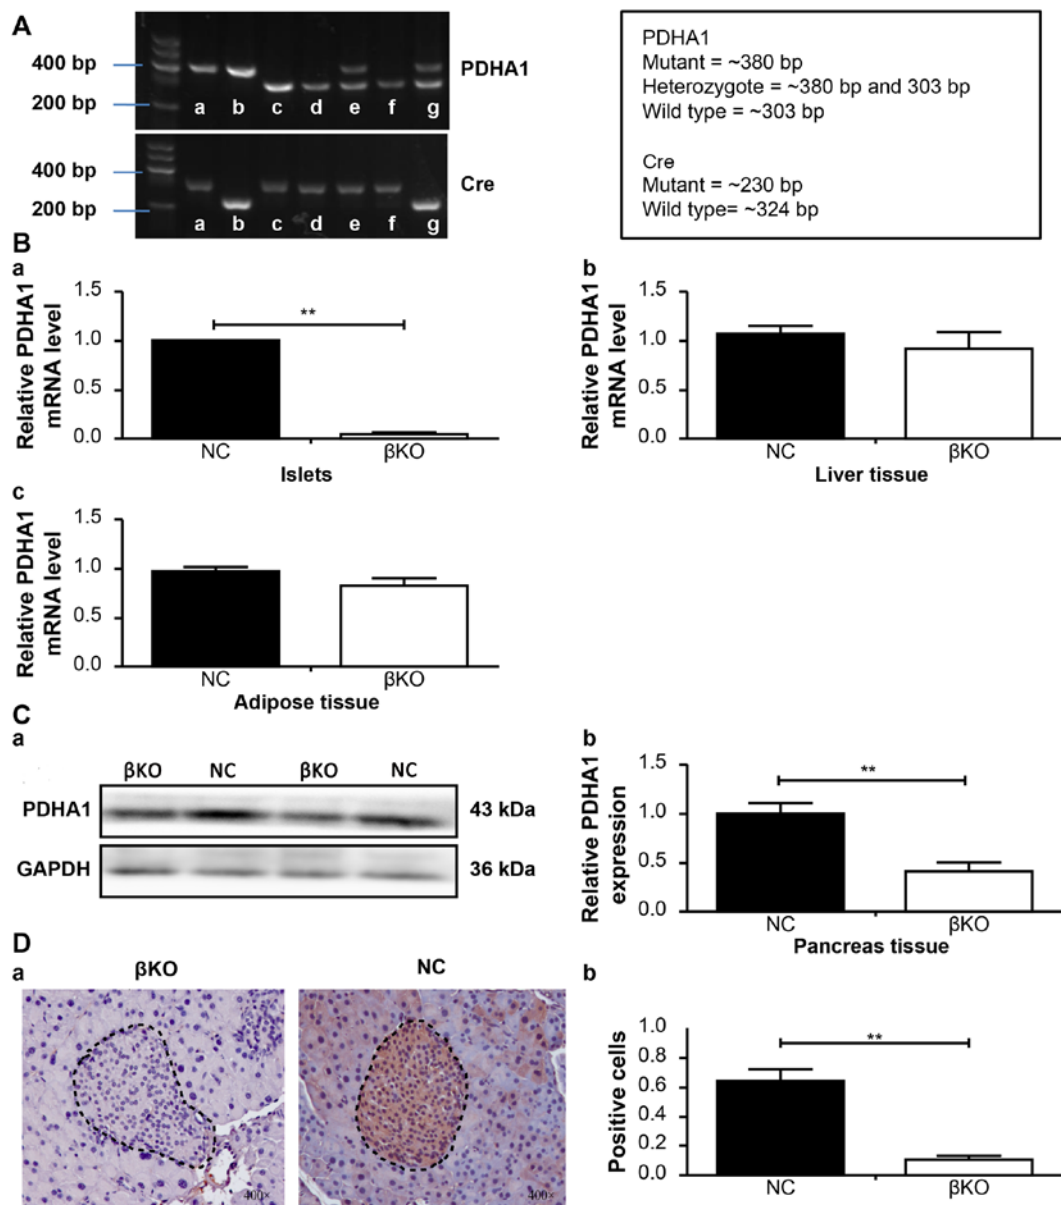 A
400 bp
200 bp
a b c d e f g
PDHA1
400 bp
200 bp
a b c d e f g
Cre
PDHA1
Mutant = ~380 bp
Heterozygote = ~380 bp and 303 bp
Wild type = ~303 bp
Cre
Mutant = ~230 bp
Wild type= ~324 bp
B
a
Relative PDHA1
mRNA level
1.5
1.0
0.5
0.0
**
NC βKO
Islets
b
Relative PDHA1
mRNA level
1.5
1.0
0.5
0.0
NC βKO
Liver tissue
c
Relative PDHA1
mRNA level
1.5
1.0
0.5
0.0
NC βKO
Adipose tissue
C
a
βKO NC βKO NC
PDHA1 43 kDa
GAPDH 36 kDa
b
Relative PDHA1
expression
1.5
1.0
0.5
0.0
**
NC βKO
Pancreas tissue
D
a
βKO NC
400×
400×
b
Positive cells
1.0
0.8
0.6
0.4
0.2
0.0
**
NC βKO